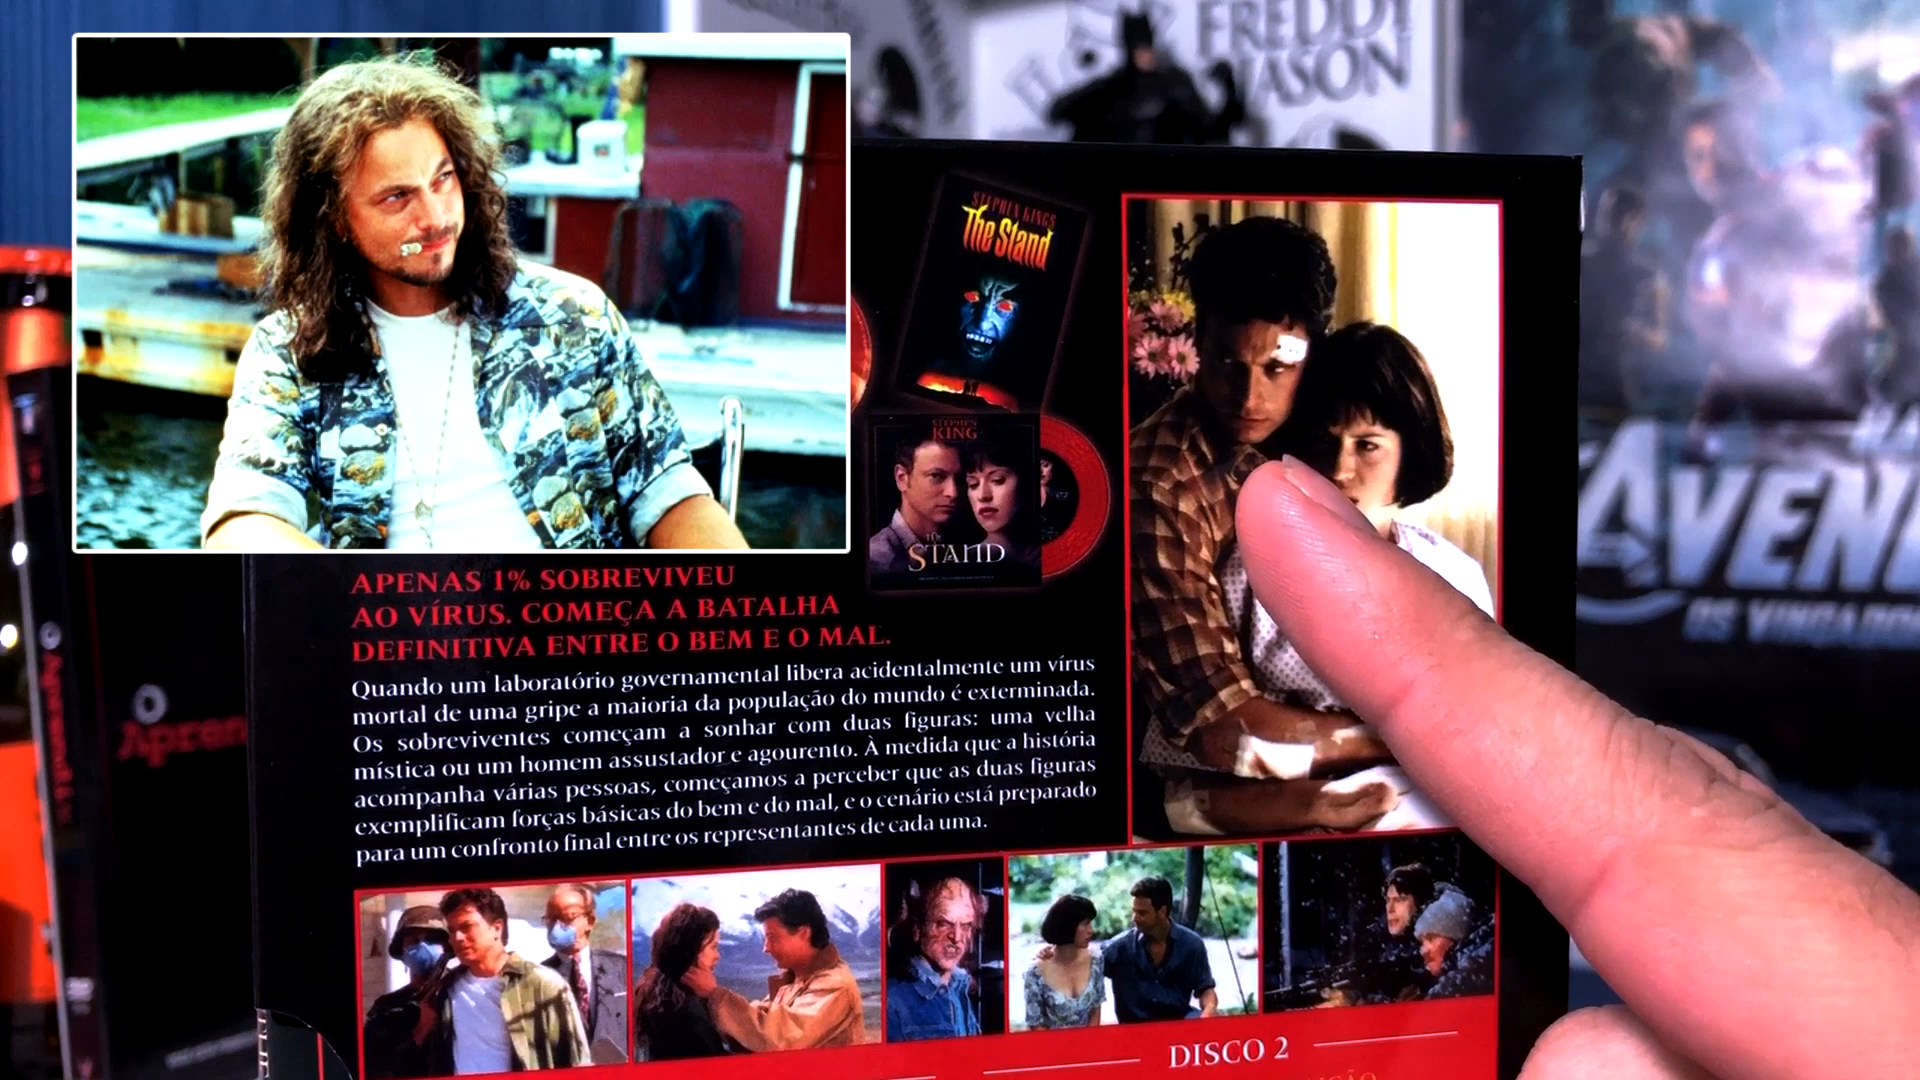 FREDDY
JASON
STEPHEN KING'S
The Stand
STEPHEN
KING
THE
STAND
APENAS 1% SOBREVIVEU
AO VÍRUS. COMEÇA A BATALHA
DEFINITIVA ENTRE O BEM E O MAL.
Quando um laboratório governamental libera acidentalmente um vírus
mortal de uma gripe a maioria da população do mundo é exterminada.
Os sobreviventes começam a sonhar com duas figuras: uma velha
mística ou um homem assustador e agourento. À medida que a história
acompanha várias pessoas, começamos a perceber que as duas figuras
exemplificam forças básicas do bem e do mal, e o cenário está preparado
para um confronto final entre os representantes de cada uma.
DISCO 2
AVEN
OS VINGADO
Apren